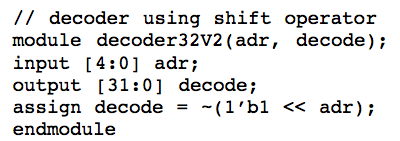 // decoder using shift operator
module decoder32V2(adr, decode);
input [4:0] adr;
output [31:0] decode;
assign decode = ~(1’b1 << adr);
endmodule